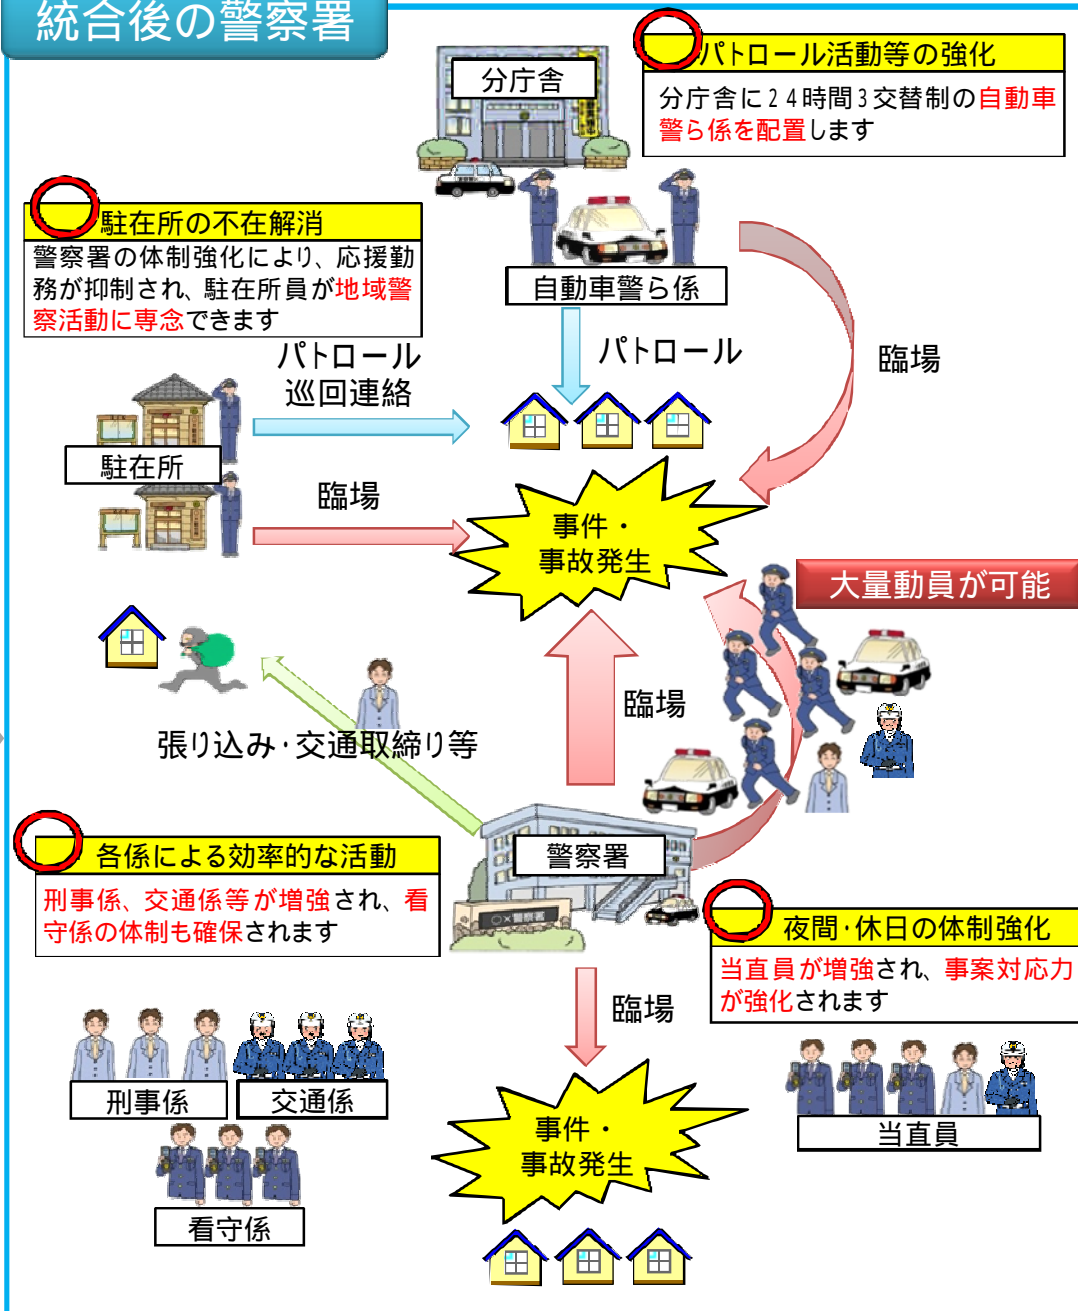 統合後の警察署
分庁舎
パトロール活動等の強化
分庁舎に24時間3交替制の自動車
警ら係を配置します
駐在所の不在解消
警察署の体制強化により、応援勤
務が抑制され、駐在所員が地域警
察活動に専念できます
自動車警ら係
パトロール
巡回連絡
パトロール
臨場
駐在所
臨場
事件・
事故発生
大量動員が可能
臨場
張り込み・交通取締り等
警察署
〇×警察署
各係による効率的な活動
刑事係、交通係等が増強され、看
守係の体制も確保されます
夜間・休日の体制強化
当直員が増強され、事案対応力
が強化されます
臨場
刑事係
交通係
看守係
事件・
事故発生
当直員